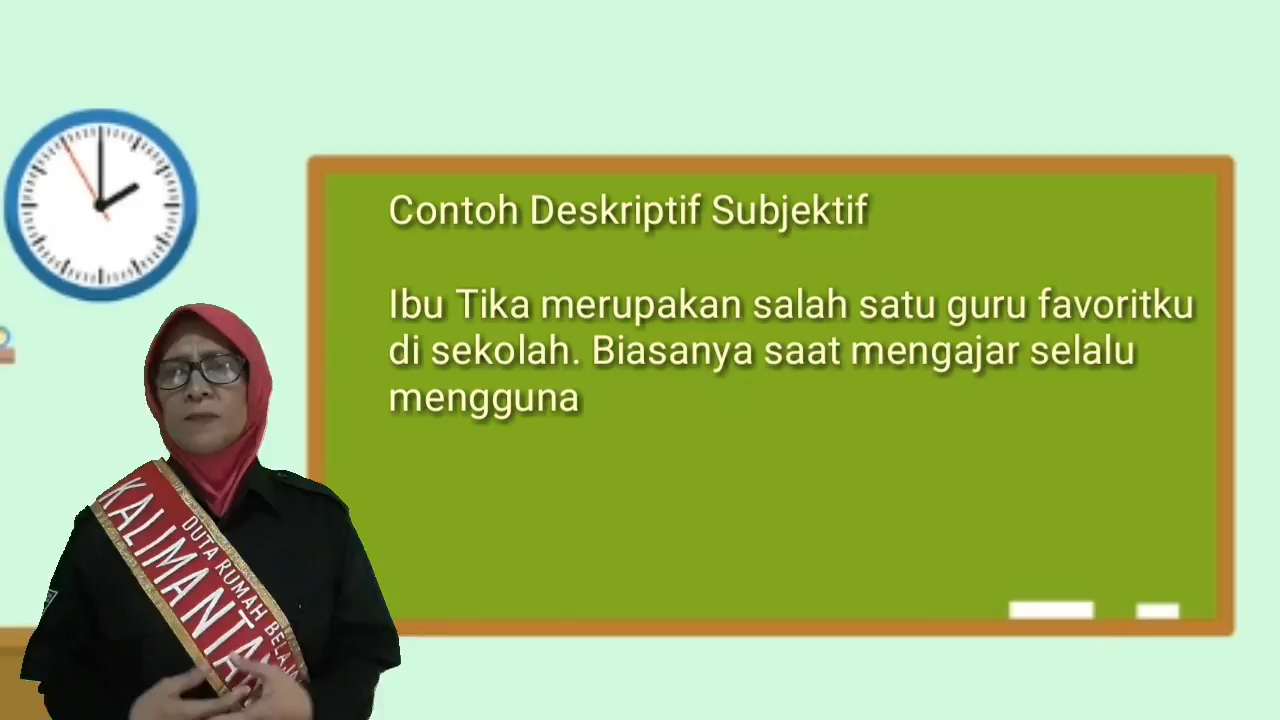 Contoh Deskriptif Subjektif
Ibu Tika merupakan salah satu guru favoritku
di sekolah. Biasanya saat mengajar selalu
mengguna
DUTA RUMAH BELAJA
KALIMANTA